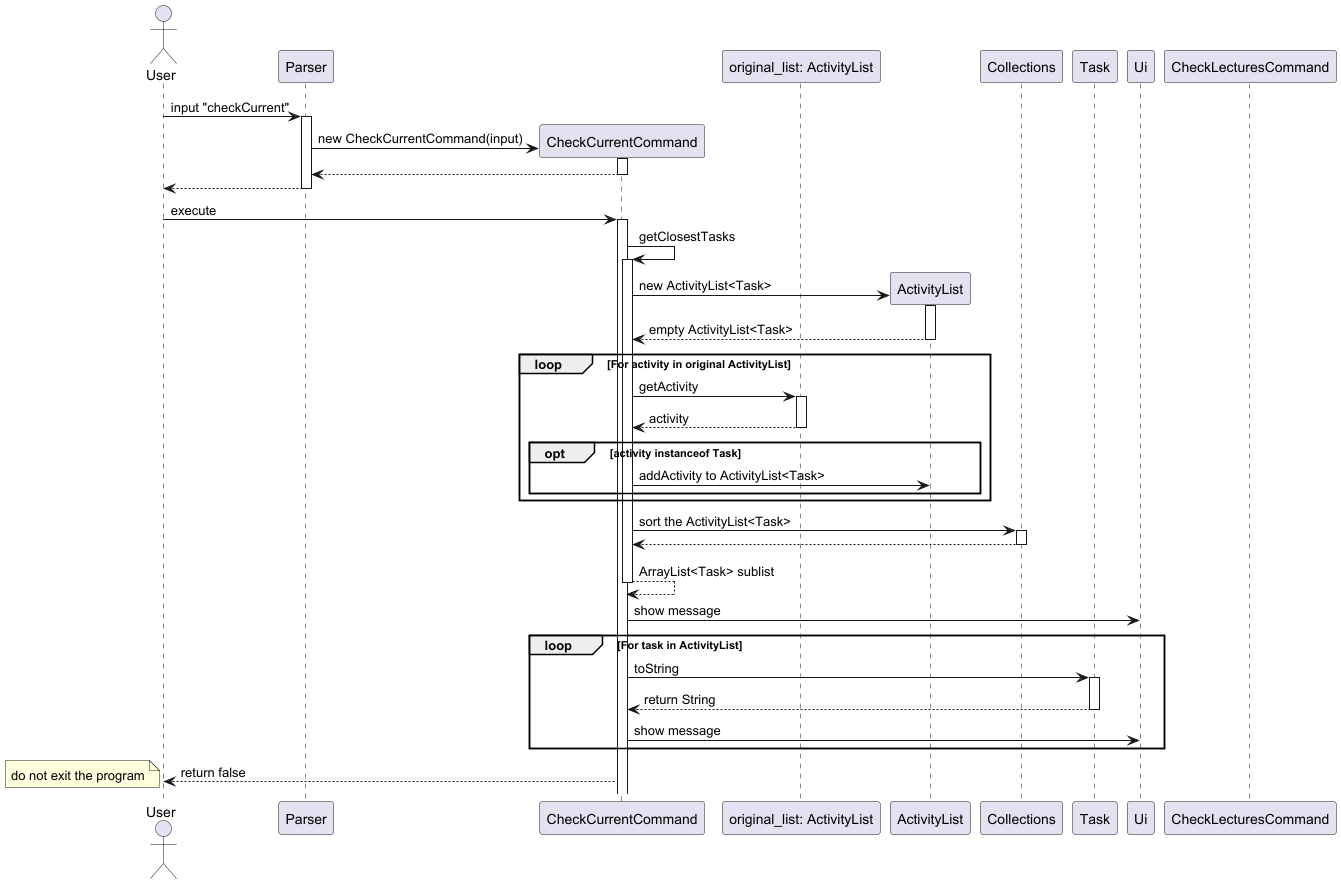 User
Parser
original_list: ActivityList
Collections
Task
Ui
CheckLecturesCommand
input "checkCurrent"
new CheckCurrentCommand(input)
CheckCurrentCommand
execute
getClosestTasks
new ActivityList<Task>
ActivityList
empty ActivityList<Task>
loop
[For activity in original ActivityList]
getActivity
activity
opt
[activity instanceof Task]
addActivity to ActivityList<Task>
sort the ActivityList<Task>
ArrayList<Task> sublist
show message
loop
[For task in ActivityList]
toString
return String
show message
do not exit the program
return false
User
Parser
CheckCurrentCommand
original_list: ActivityList
ActivityList
Collections
Task
Ui
CheckLecturesCommand